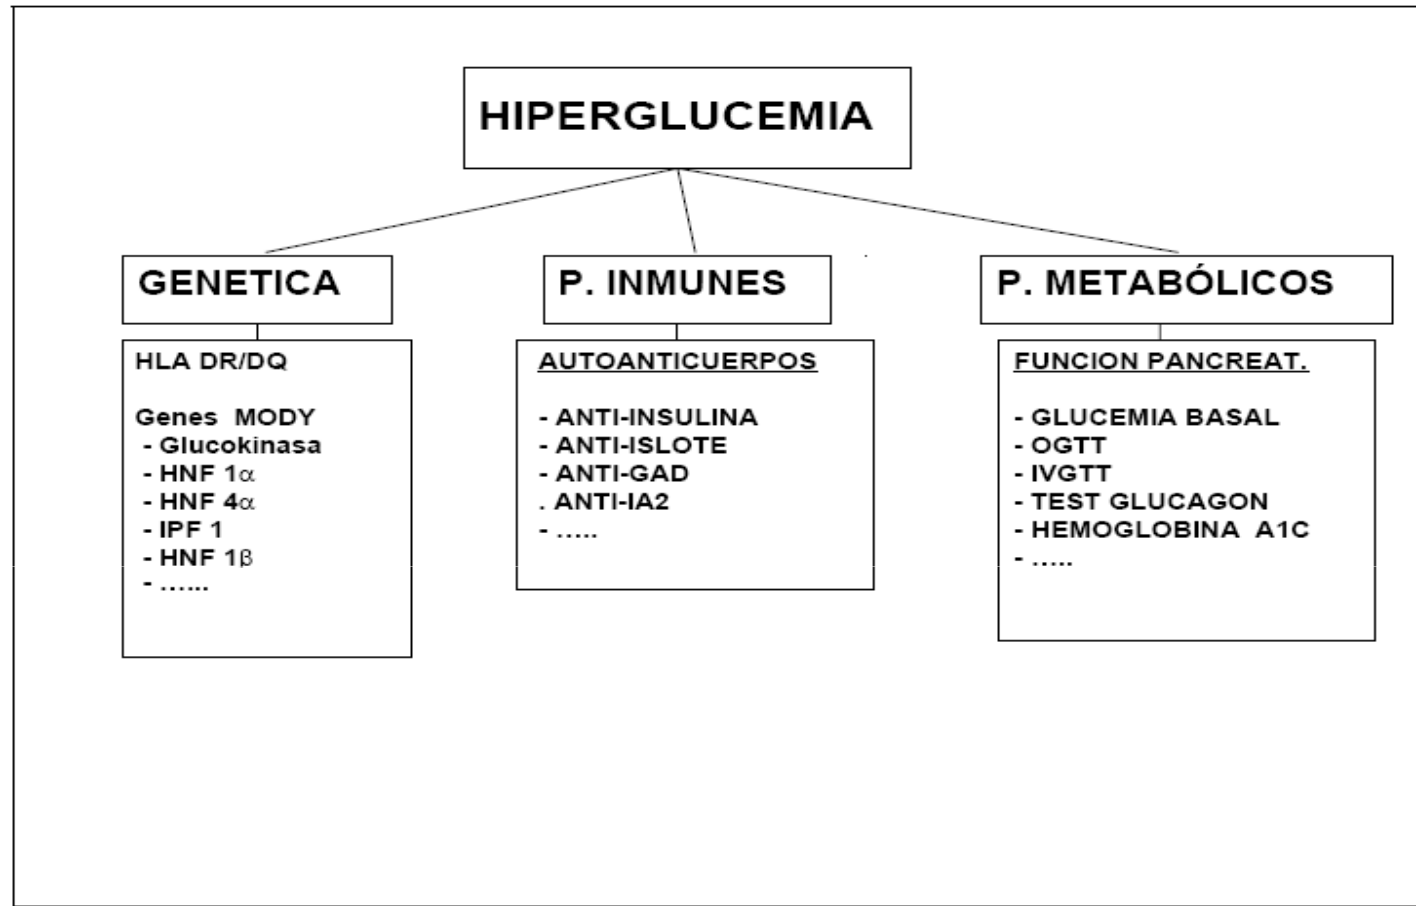 HIPERGLUCEMIA
GENETICA
HLA DR/DQ
Genes MODY
- Glucokinasa
- HNF 1α
- HNF 4α
- IPF 1
- HNF 1β
- ......
P. INMUNES
AUTOANTICUERPOS
- ANTI-INSULINA
- ANTI-ISLOTE
- ANTI-GAD
. ANTI-IA2
- .....
P. METABÓLICOS
FUNCION PANCREAT.
- GLUCEMIA BASAL
- OGTT
- IVGTT
- TEST GLUCAGON
- HEMOGLOBINA A1C
- .....